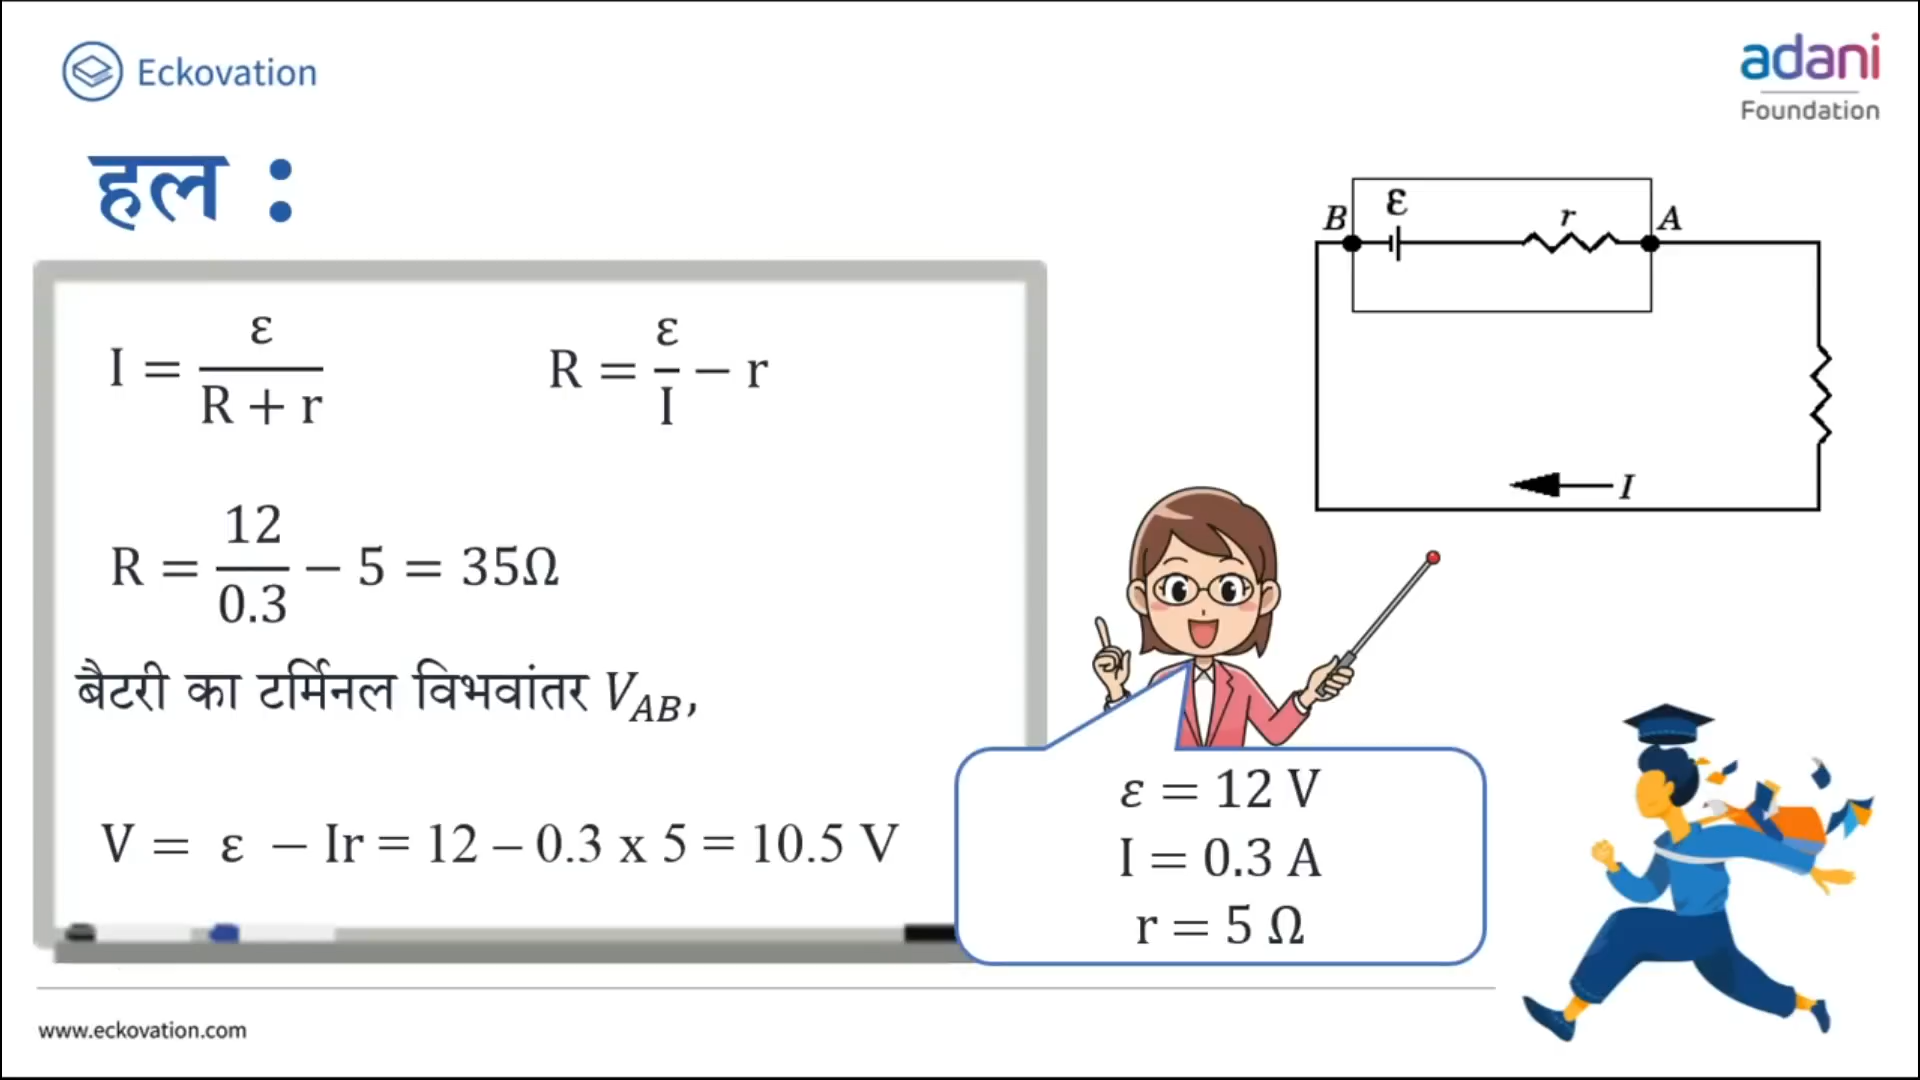 Eckovation
adani
Foundation
हल :
B ε r A
I
I = ε / (R + r)
R = ε / I − r
R = 12 / 0.3 − 5 = 35Ω
बैटरी का टर्मिनल विभवांतर V_AB,
V = ε − Ir = 12 – 0.3 x 5 = 10.5 V
ε = 12 V
I = 0.3 A
r = 5 Ω
www.eckovation.com